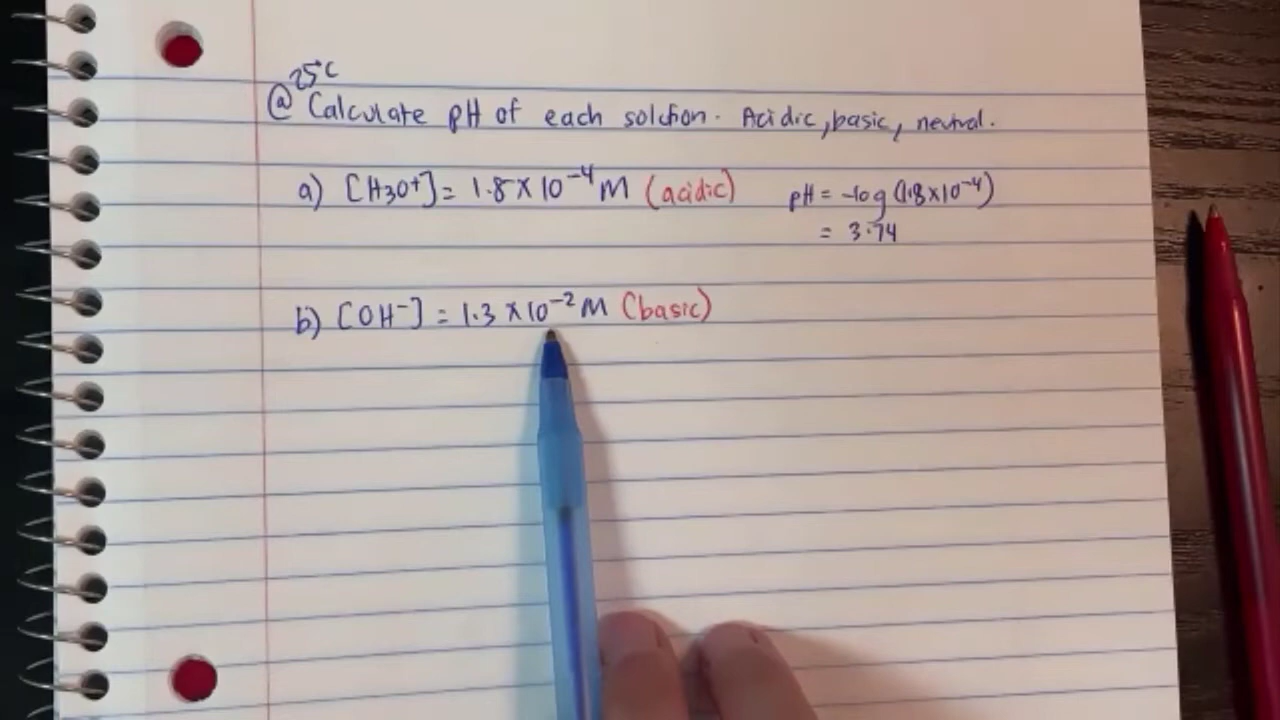 @ 25°C Calculate pH of each solution. Acidic, basic, neutral.
a) [H3O+] = 1.8 x 10⁻⁴ M (acidic) pH = -log (1.8x10⁻⁴)
= 3.74
b) [OH⁻] = 1.3 x 10⁻² M (basic)